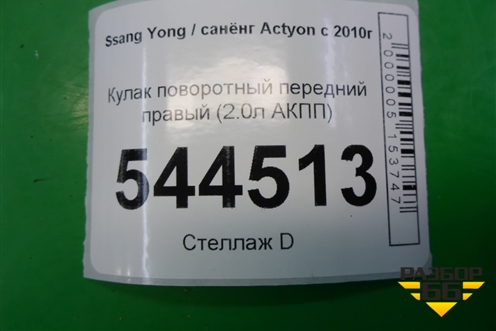 Ssang Yong / санёнг Actyon с 2010г
Кулак поворотный передний
правый (2.0л АКПП)
544513
Стеллаж D
2000005153747
РАЗБОР
66